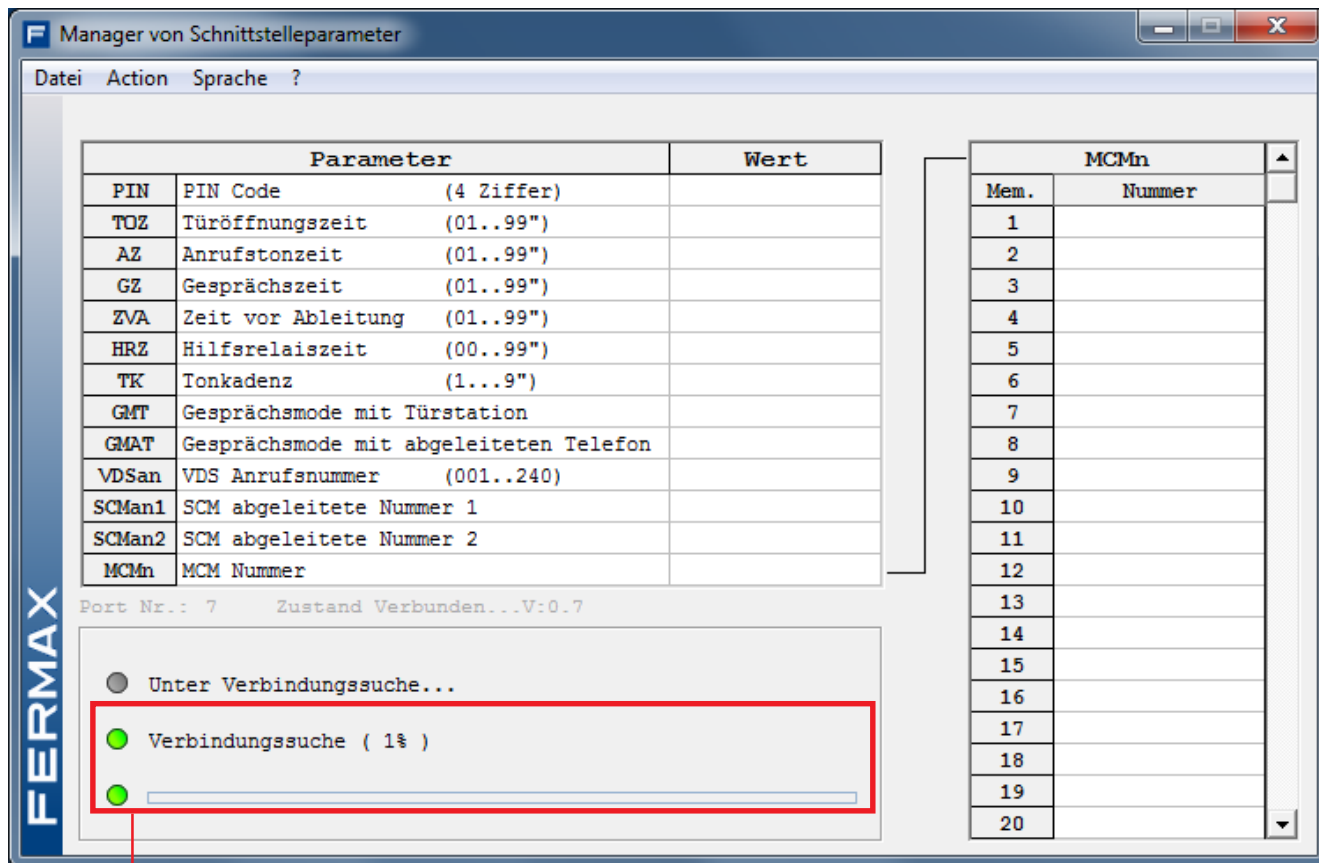 Manager von Schnittstelleparameter
Datei Action Sprache ?
Parameter Wert
PIN PIN Code (4 Ziffer)
TOZ Türöffnungszeit (01..99")
AZ Anrufstonzeit (01..99")
GZ Gesprächszeit (01..99")
ZVA Zeit vor Ableitung (01..99")
HRZ Hilfsrelaiszeit (00..99")
TK Tonkadenz (1...9")
GMT Gesprächsmode mit Türstation
GMAT Gesprächsmode mit abgeleiteten Telefon
VDSan VDS Anrufsnummer (001..240)
SCMan1 SCM abgeleitete Nummer 1
SCMan2 SCM abgeleitete Nummer 2
MCMn MCM Nummer
Port Nr.: 7 Zustand Verbunden...V:0.7
Unter Verbindungssuche...
Verbindungssuche ( 1% )
MCMn
Mem. Nummer
1
2
3
4
5
6
7
8
9
10
11
12
13
14
15
16
17
18
19
20
FERMAX